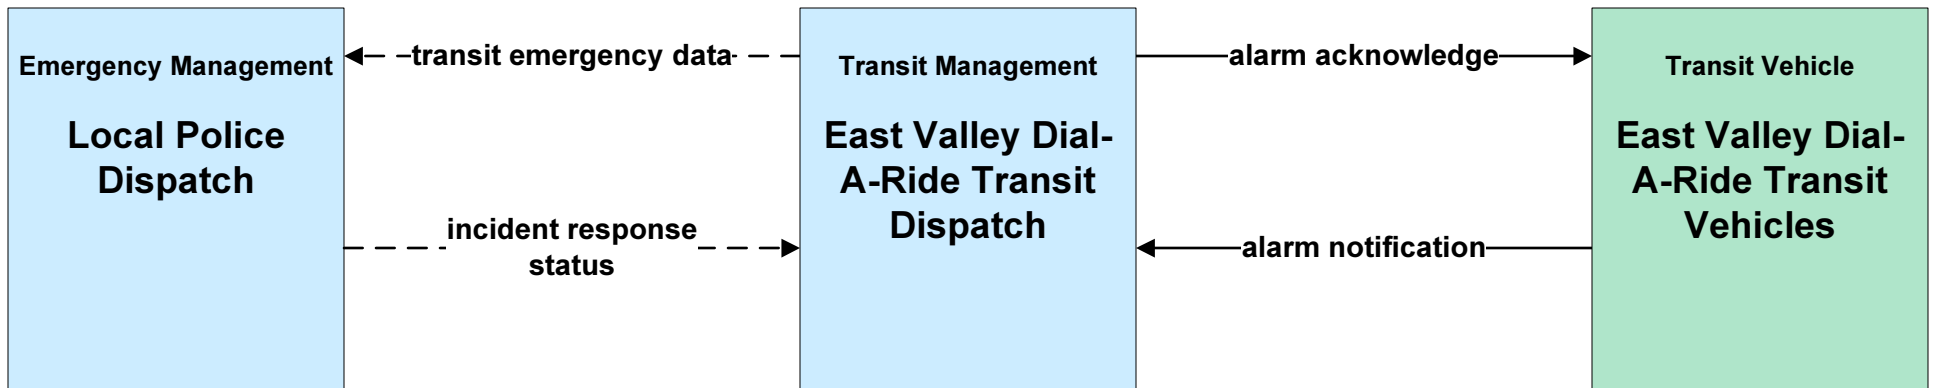 Emergency Management
Local Police
Dispatch
transit emergency data
incident response
status
Transit Management
East Valley Dial-
A-Ride Transit
Dispatch
alarm acknowledge
alarm notification
Transit Vehicle
East Valley Dial-
A-Ride Transit
Vehicles